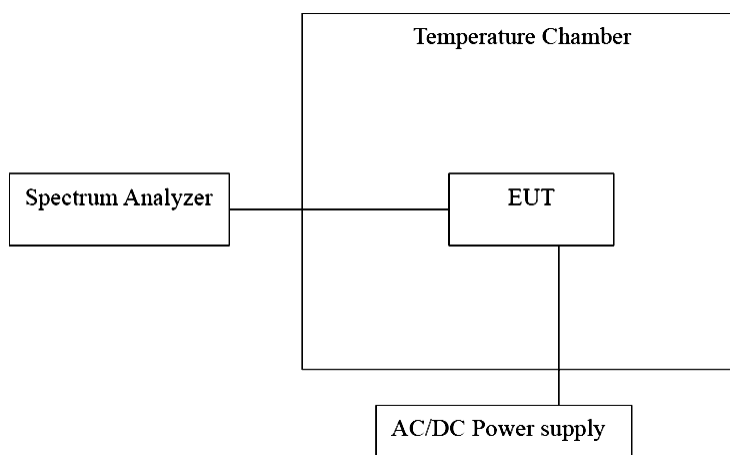 Temperature Chamber
Spectrum Analyzer
EUT
AC/DC Power supply